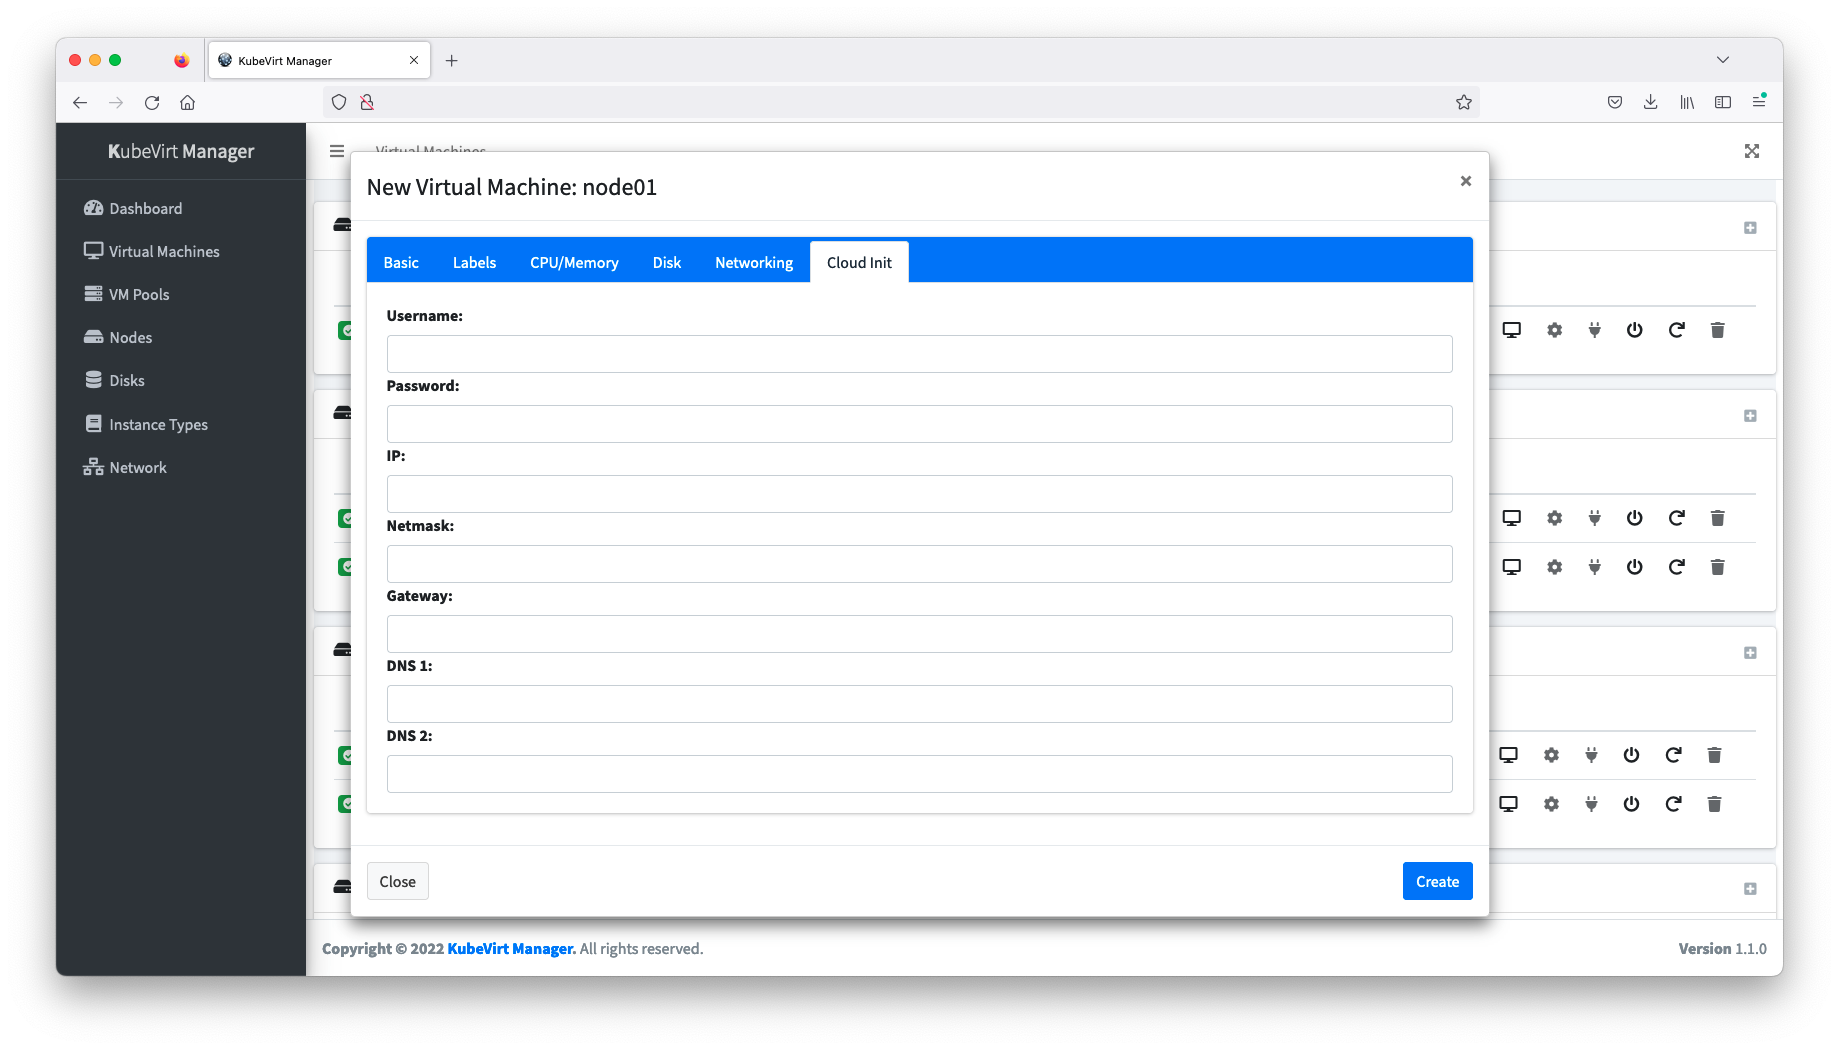 KubeVirt Manager
KubeVirt Manager
Virtual Machines
Dashboard
Virtual Machines
VM Pools
Nodes
Disks
Instance Types
Network
New Virtual Machine: node01
Basic
Labels
CPU/Memory
Disk
Networking
Cloud Init
Username:
Password:
IP:
Netmask:
Gateway:
DNS 1:
DNS 2:
Close
Create
Copyright © 2022 KubeVirt Manager. All rights reserved.
Version 1.1.0